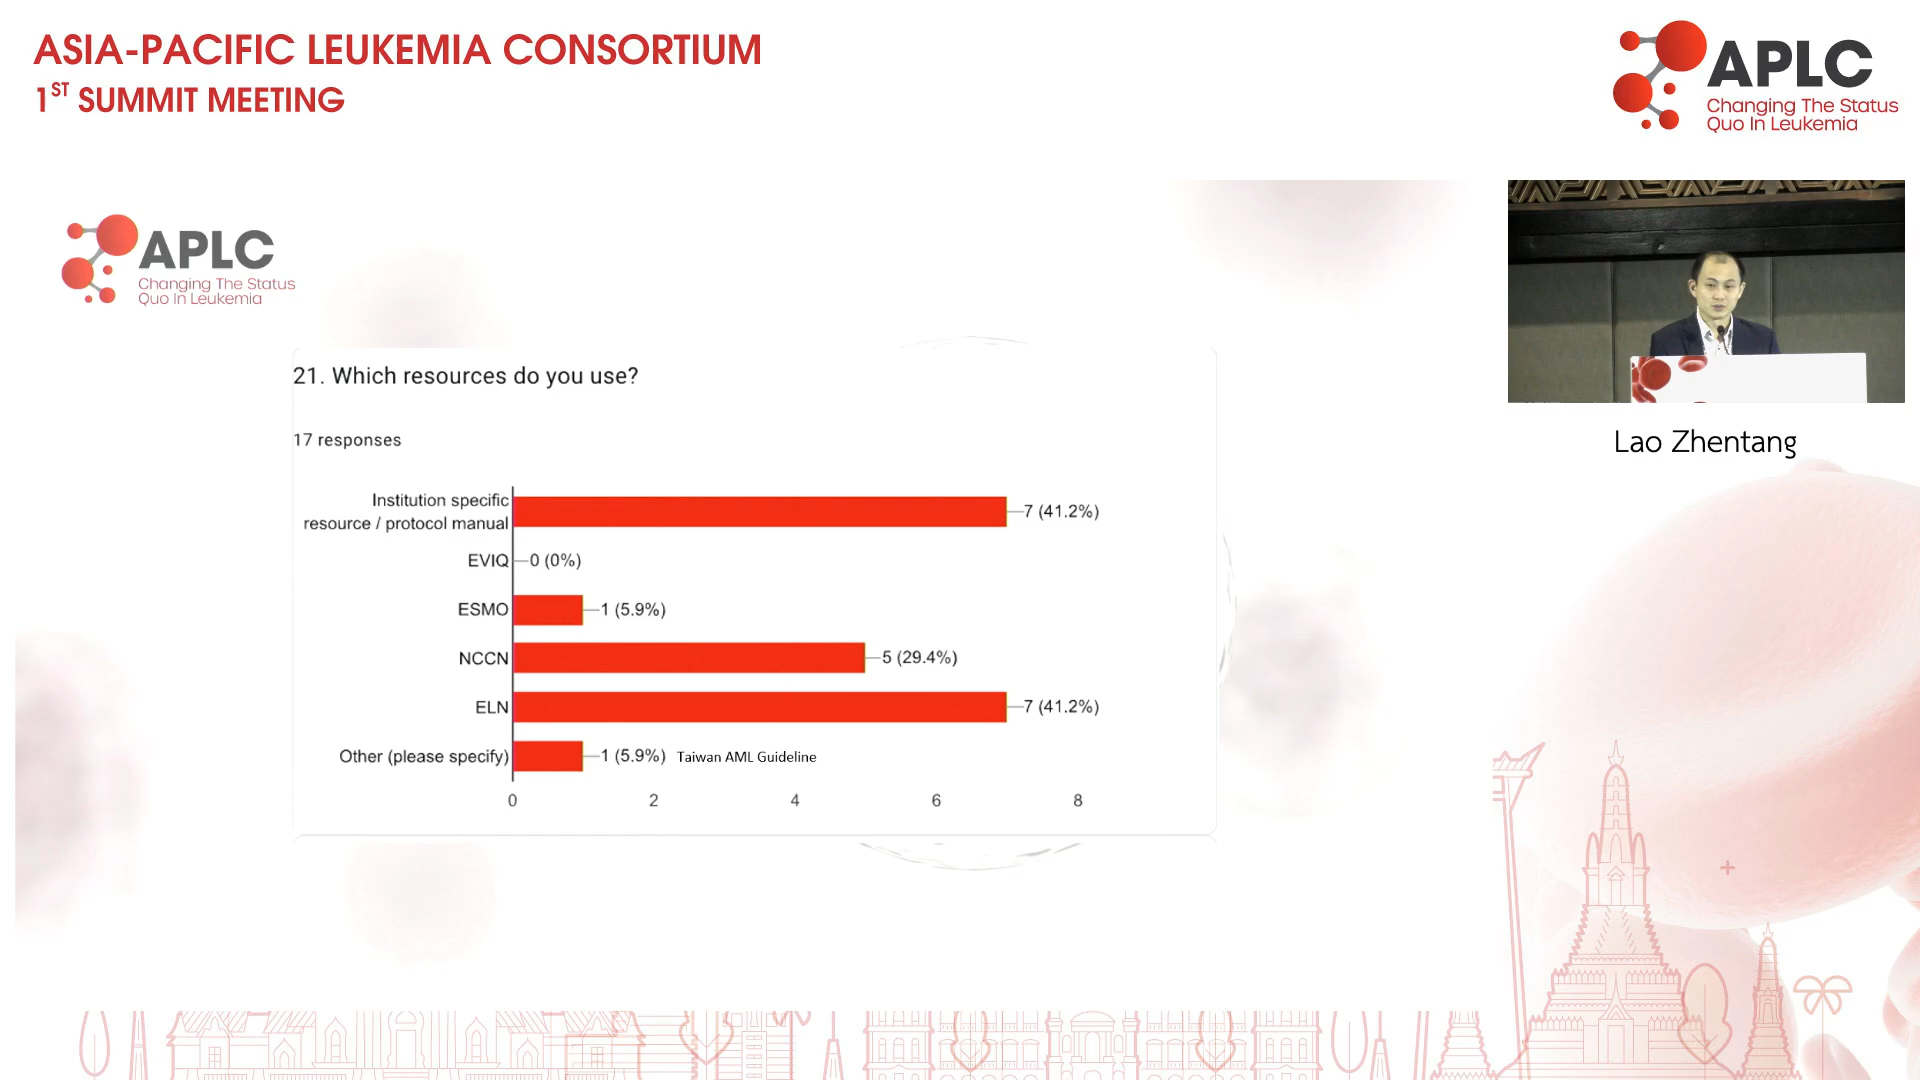 ASIA-PACIFIC LEUKEMIA CONSORTIUM
1ST SUMMIT MEETING
APLC
Changing The Status
Quo In Leukemia
APLC
Changing The Status
Quo In Leukemia
Lao Zhentang
21. Which resources do you use?
17 responses
Institution specific
resource / protocol manual
7 (41.2%)
EVIQ 0 (0%)
ESMO 1 (5.9%)
NCCN 5 (29.4%)
ELN 7 (41.2%)
Other (please specify) 1 (5.9%) Taiwan AML Guideline
0 2 4 6 8